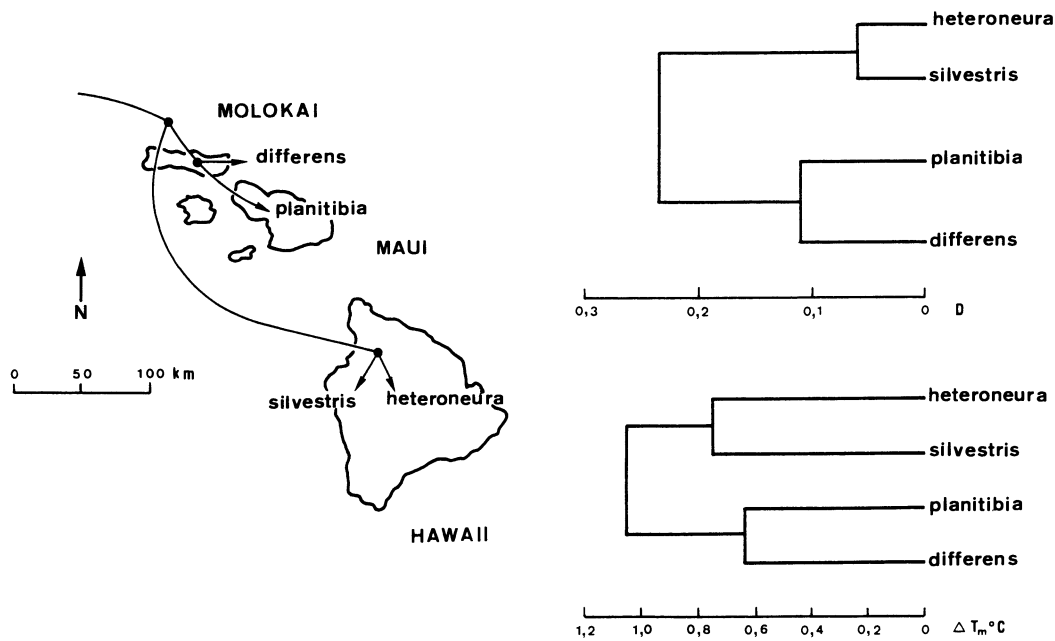 MOLOKAI
differens
planitibia
MAUI
N
0 50 100 km
silvestris
heteroneura
HAWAII
heteroneura
silvestris
planitibia
differens
0,3 0,2 0,1 0 D
heteroneura
silvestris
planitibia
differens
1,2 1,0 0,8 0,6 0,4 0,2 0 △ Tm°C